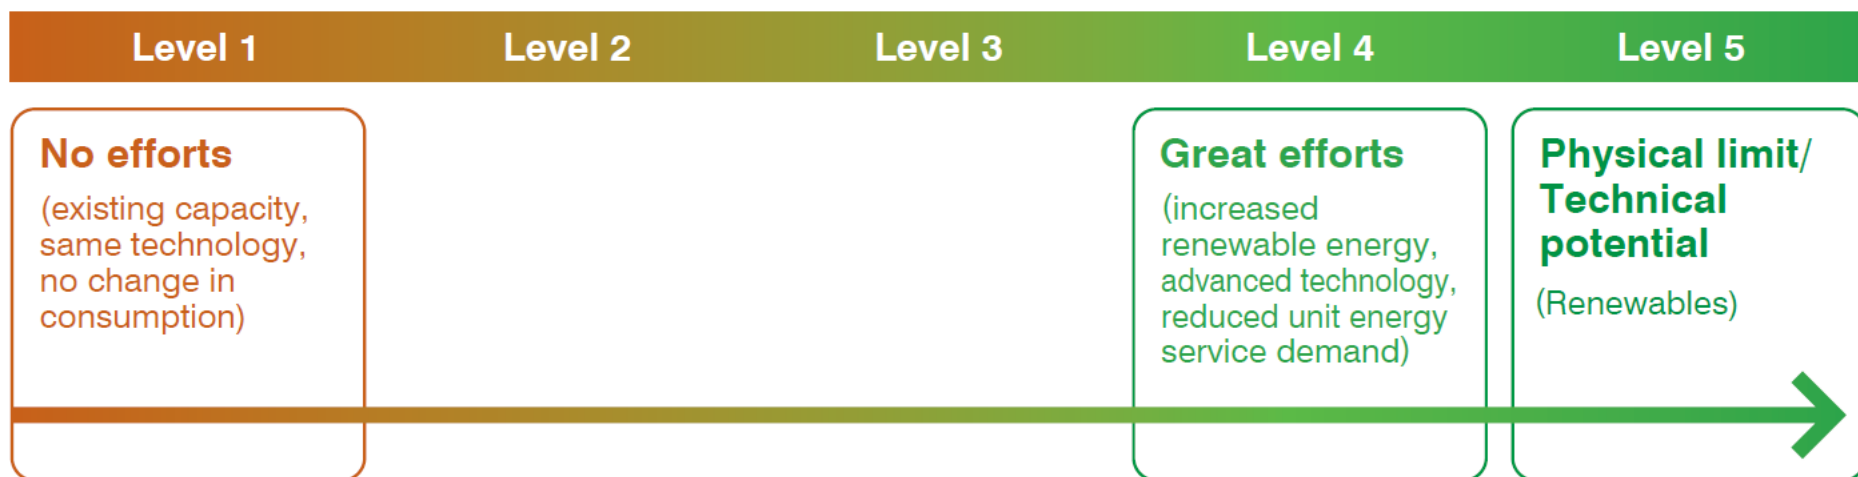 Level 1 Level 2 Level 3 Level 4 Level 5
No efforts
(existing capacity,
same technology,
no change in
consumption)
Great efforts
(increased
renewable energy,
advanced technology,
reduced unit energy
service demand)
Physical limit/
Technical
potential
(Renewables)